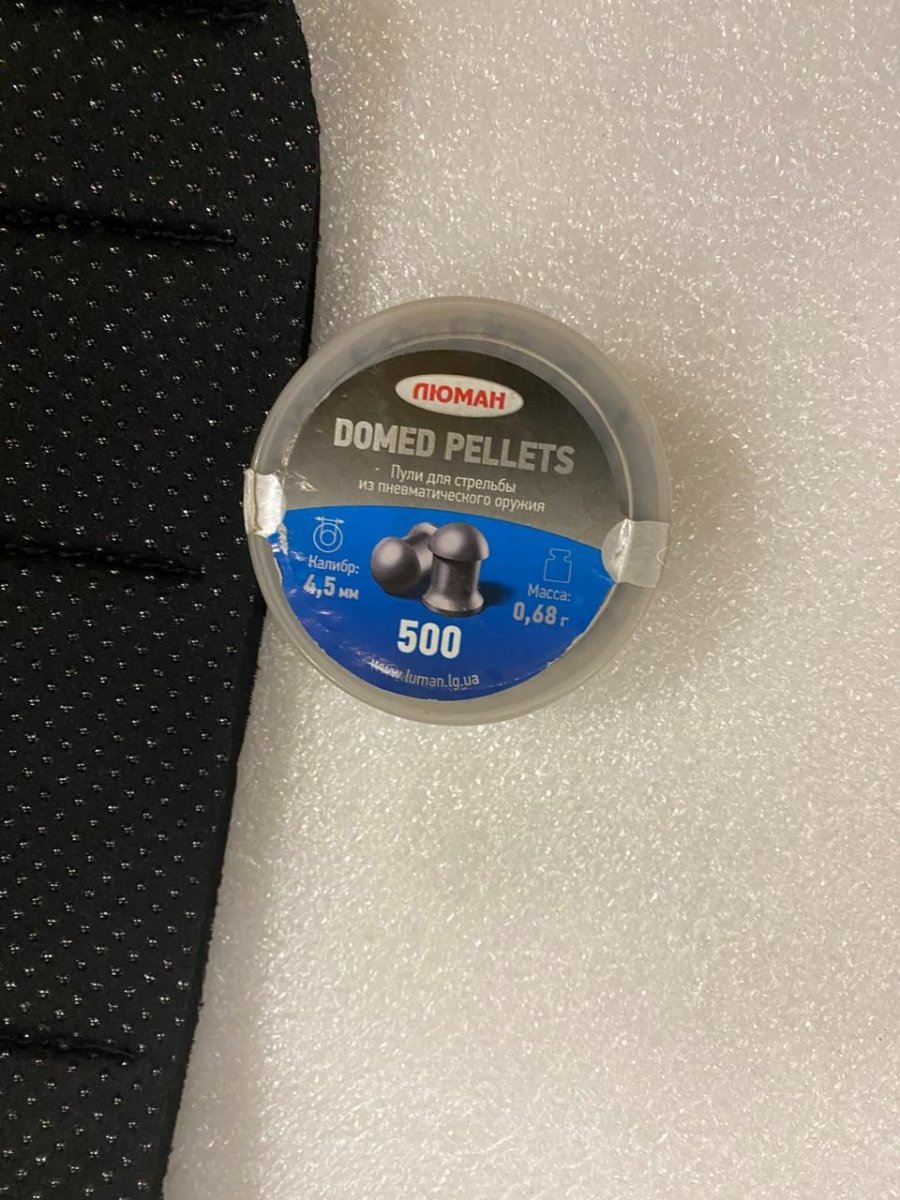 ЛЮМАН
DOMED PELLETS
Пули для стрельбы
из пневматического оружия
Калибр:
4,5 мм
Масса:
0,68 г
500
www.luman.lg.ua